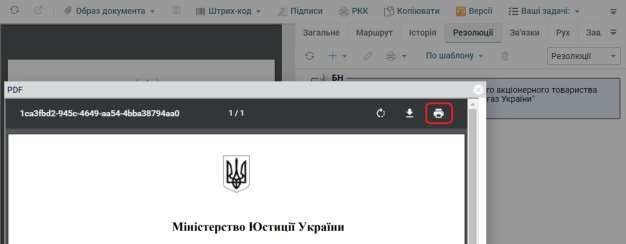 Образ документа Штрих-код Підписи РКК Копіювати Версії Ваші задачі:
Загальне Маршрут Історія Резолюції Зв'язки Рух Зав.
По шаблону Резолюції
БН
го акціонерного товариства
газ України"
PDF
1ca3fbd2-945c-4649-aa54-4bba38794aa0 1 / 1
Міністерство Юстиції України